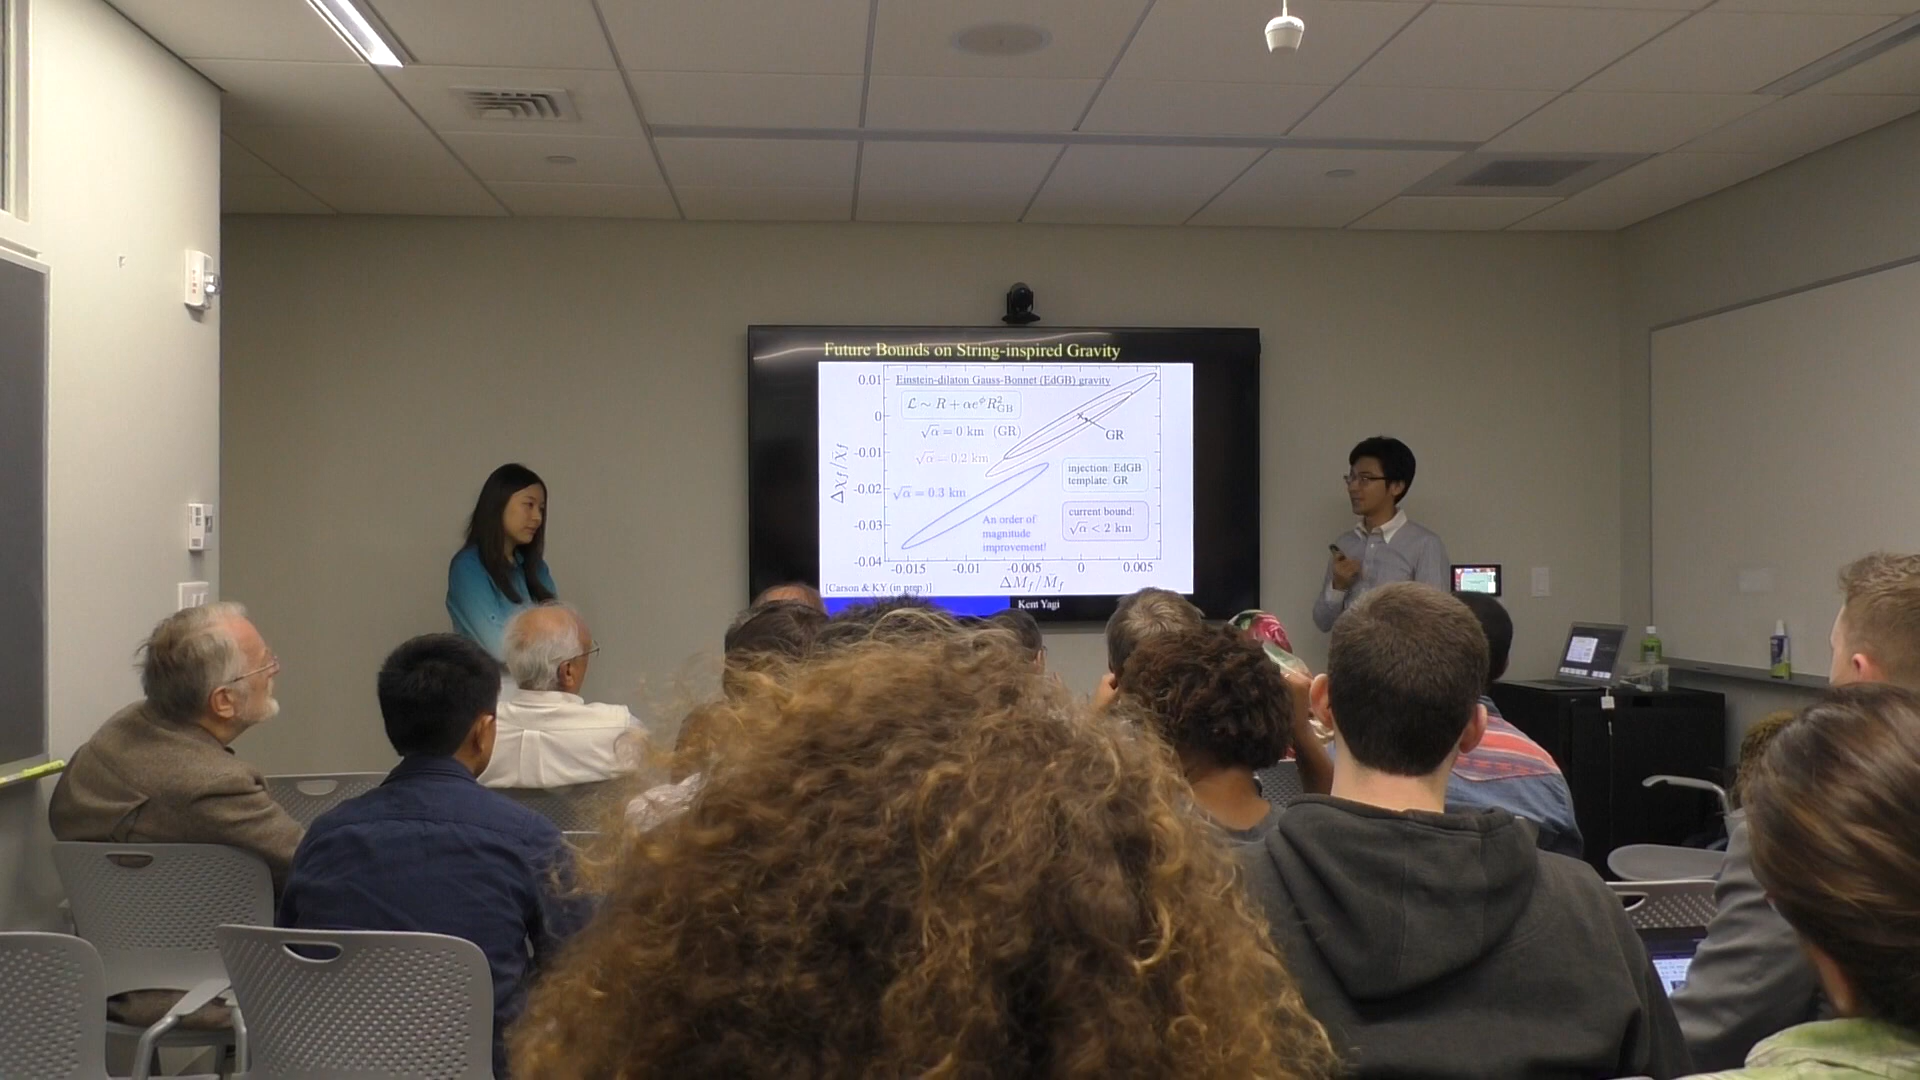 Future Bounds on String-inspired Gravity
Einstein-dilaton Gauss-Bonnet (EdGB) gravity
ℒ ∼ R + αe^ϕ R²_GB
√α = 0 km (GR)
√α = 0.2 km
√α = 0.3 km
GR
injection: EdGB
template: GR
current bound:
√α < 2 km
An order of
magnitude
improvement!
0.01
0
-0.01
-0.02
-0.03
-0.04
Δχ_f/χ̄_f
-0.015 -0.01 -0.005 0 0.005
ΔM_f/M̄_f
[Carson & KY (in prep.)]
Kent Yagi